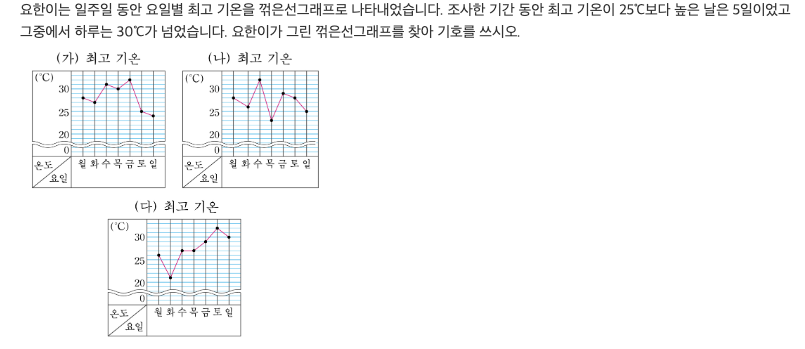 요한이는 일주일 동안 요일별 최고 기온을 꺾은선그래프로 나타내었습니다. 조사한 기간 동안 최고 기온이 25℃보다 높은 날은 5일이었고
그중에서 하루는 30℃가 넘었습니다. 요한이가 그린 꺾은선그래프를 찾아 기호를 쓰시오.
(가) 최고 기온
(℃)
30
25
20
0
온도
요일
월 화 수 목 금 토 일
(나) 최고 기온
(℃)
30
25
20
0
온도
요일
월 화 수 목 금 토 일
(다) 최고 기온
(℃)
30
25
20
0
온도
요일
월 화 수 목 금 토 일